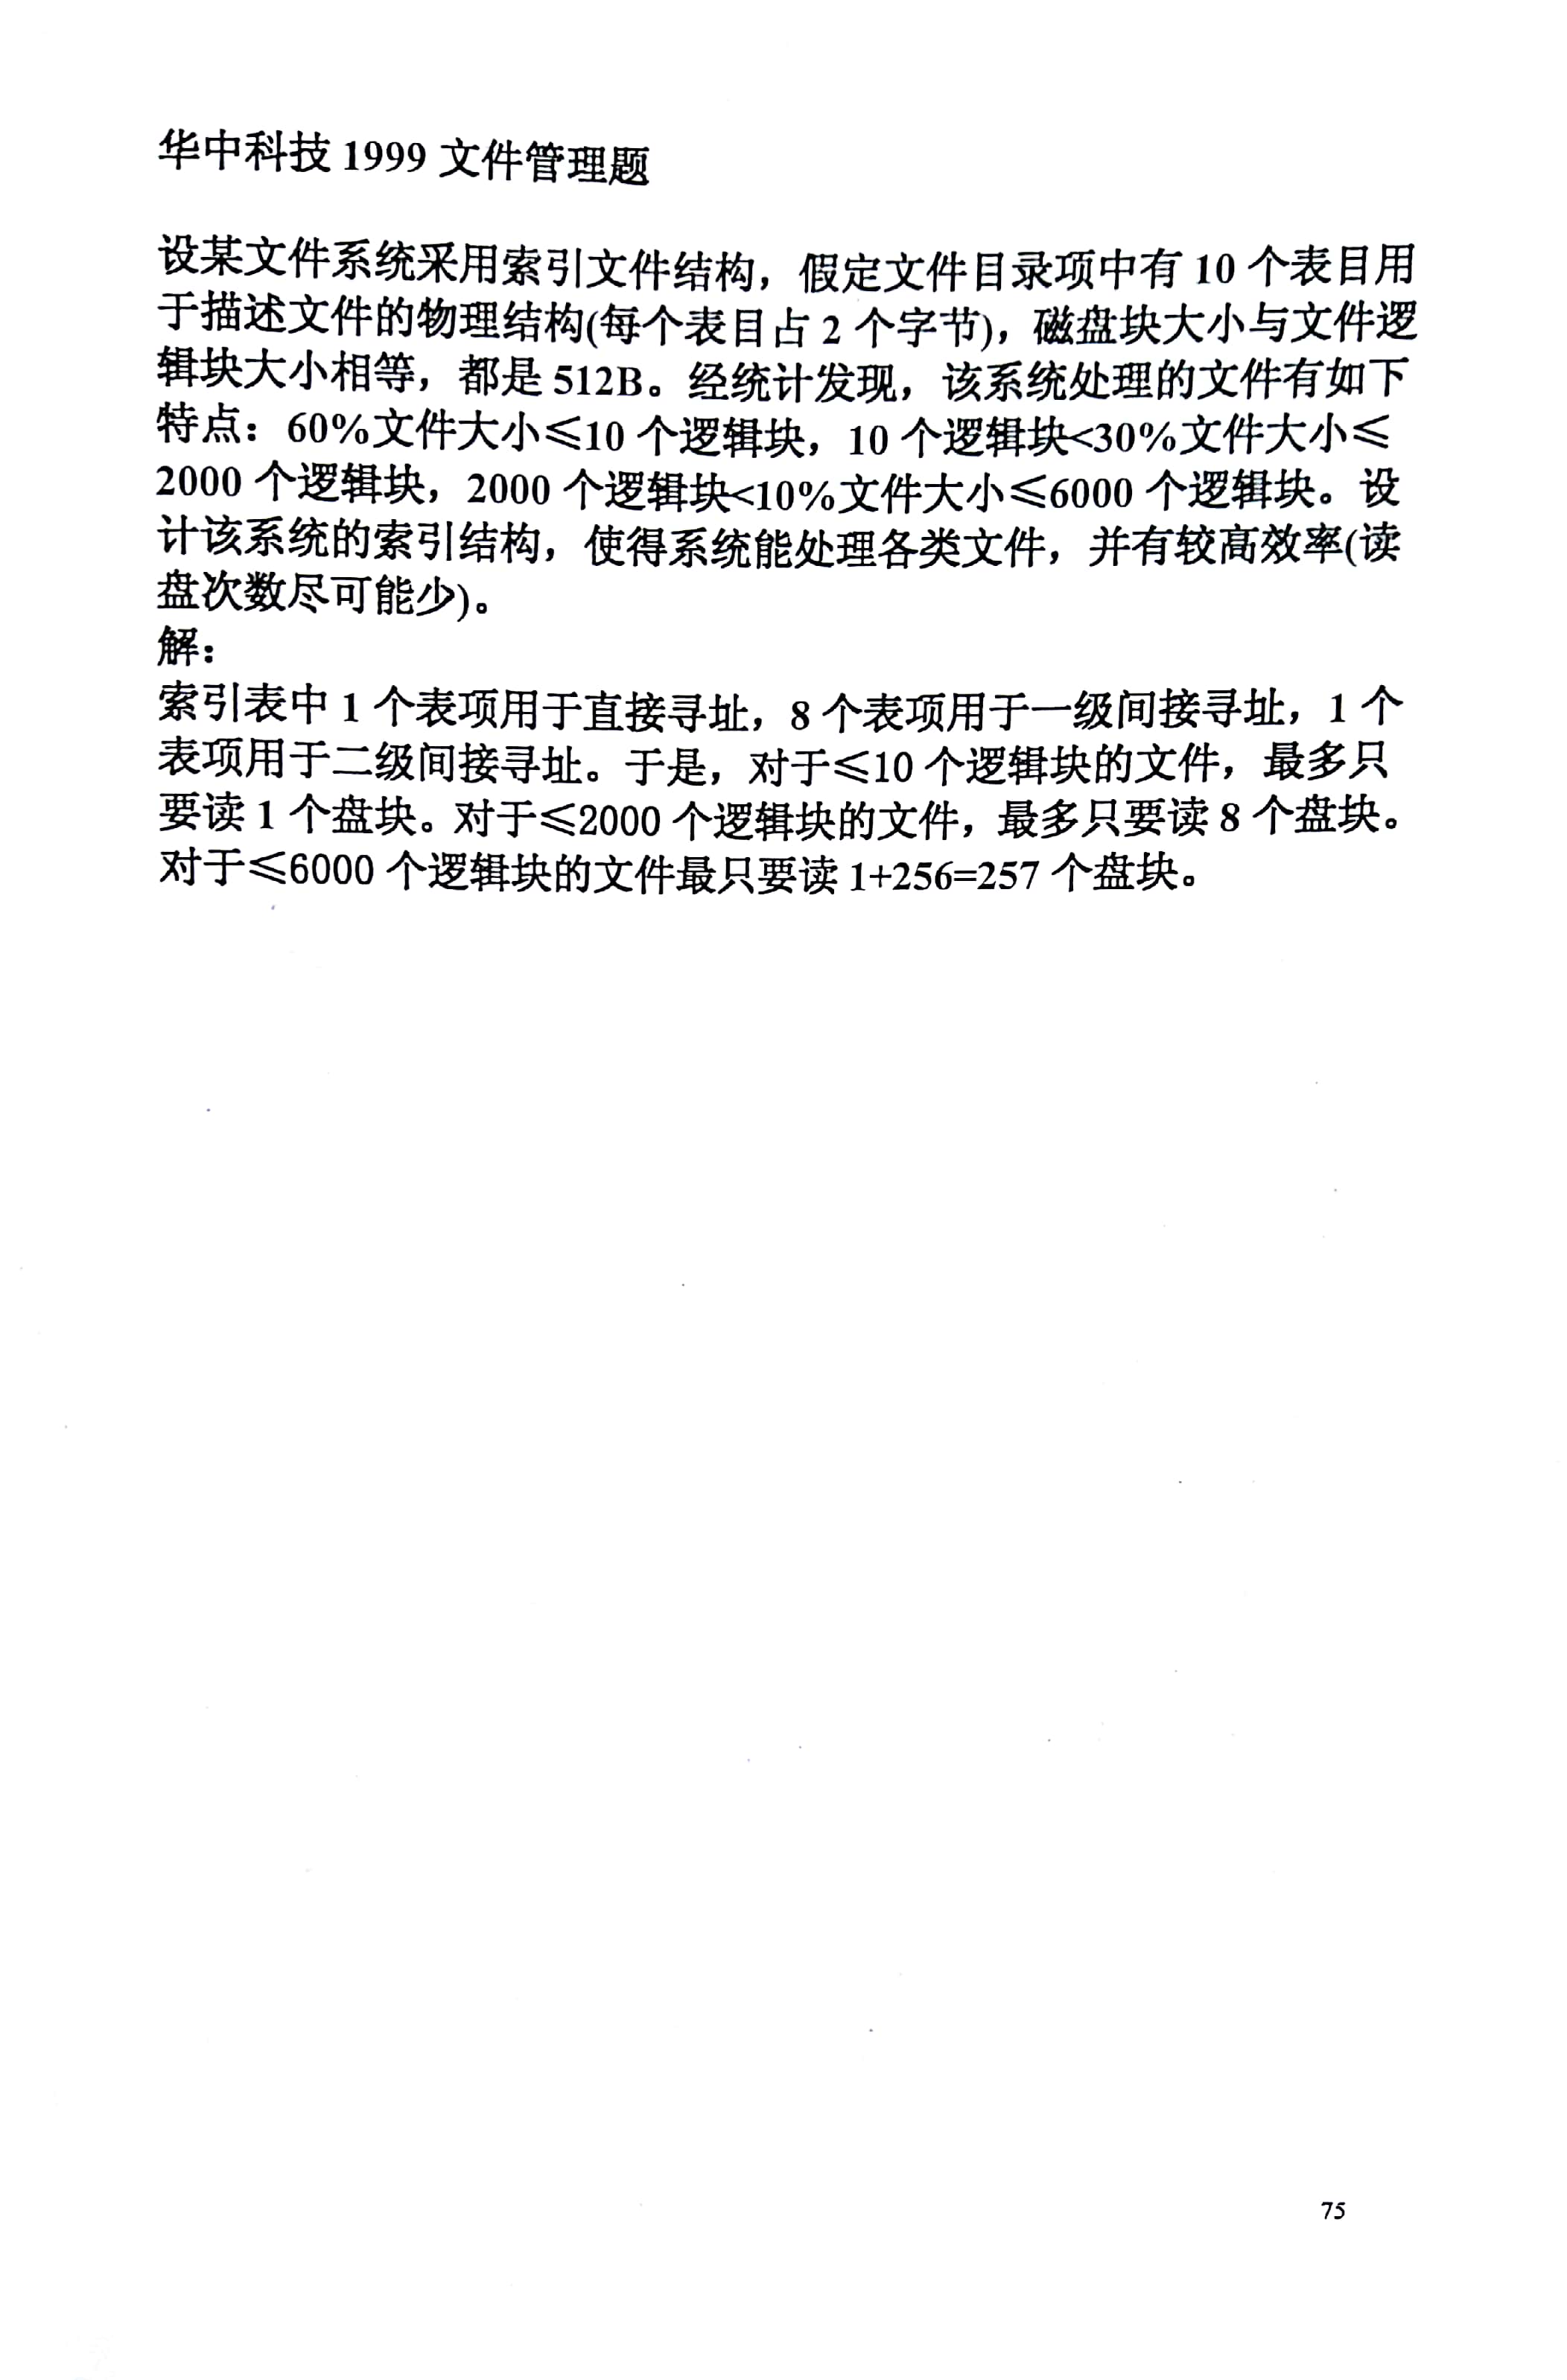 华中科技 1999 文件管理题
设某文件系统采用索引文件结构，假定文件目录项中有 10 个表目用
于描述文件的物理结构(每个表目占 2 个字节)，磁盘块大小与文件逻
辑块大小相等，都是 512B。经统计发现，该系统处理的文件有如下
特点：60%文件大小≤10 个逻辑块，10 个逻辑块<30%文件大小≤
2000 个逻辑块，2000 个逻辑块<10%文件大小≤6000 个逻辑块。设
计该系统的索引结构，使得系统能处理各类文件，并有较高效率(读
盘次数尽可能少)。
解：
索引表中 1 个表项用于直接寻址，8 个表项用于一级间接寻址，1 个
表项用于二级间接寻址。于是，对于≤10 个逻辑块的文件，最多只
要读 1 个盘块。对于≤2000 个逻辑块的文件，最多只要读 8 个盘块。
对于≤6000 个逻辑块的文件最只要读 1+256=257 个盘块。
75